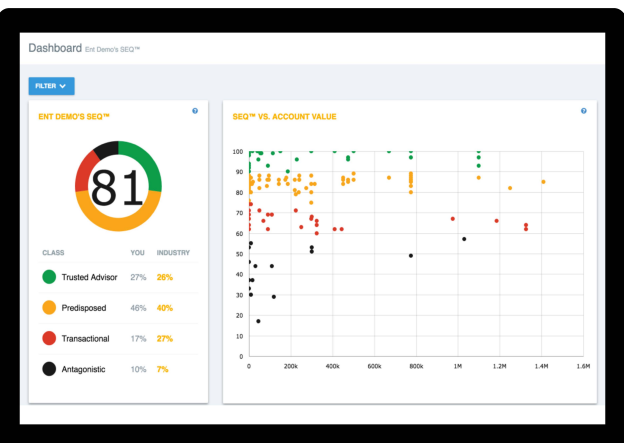 Dashboard Ent Demo's SEQ™
FILTER
ENT DEMO'S SEQ™
?
81
CLASS YOU INDUSTRY
Trusted Advisor 27% 26%
Predisposed 46% 40%
Transactional 17% 27%
Antagonistic 10% 7%
SEQ™ VS. ACCOUNT VALUE
?
100
90
80
70
60
50
40
30
20
10
0
0 200k 400k 600k 800k 1M 1.2M 1.4M 1.6M